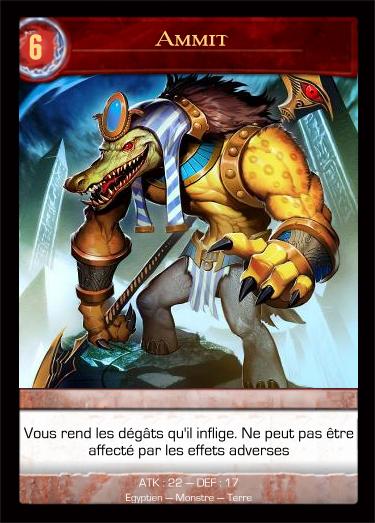 6
AMMIT
Vous rend les dégâts qu'il inflige. Ne peut pas être
affecté par les effets adverses
ATK : 22 — DEF : 17
Egyptien — Monstre — Terre